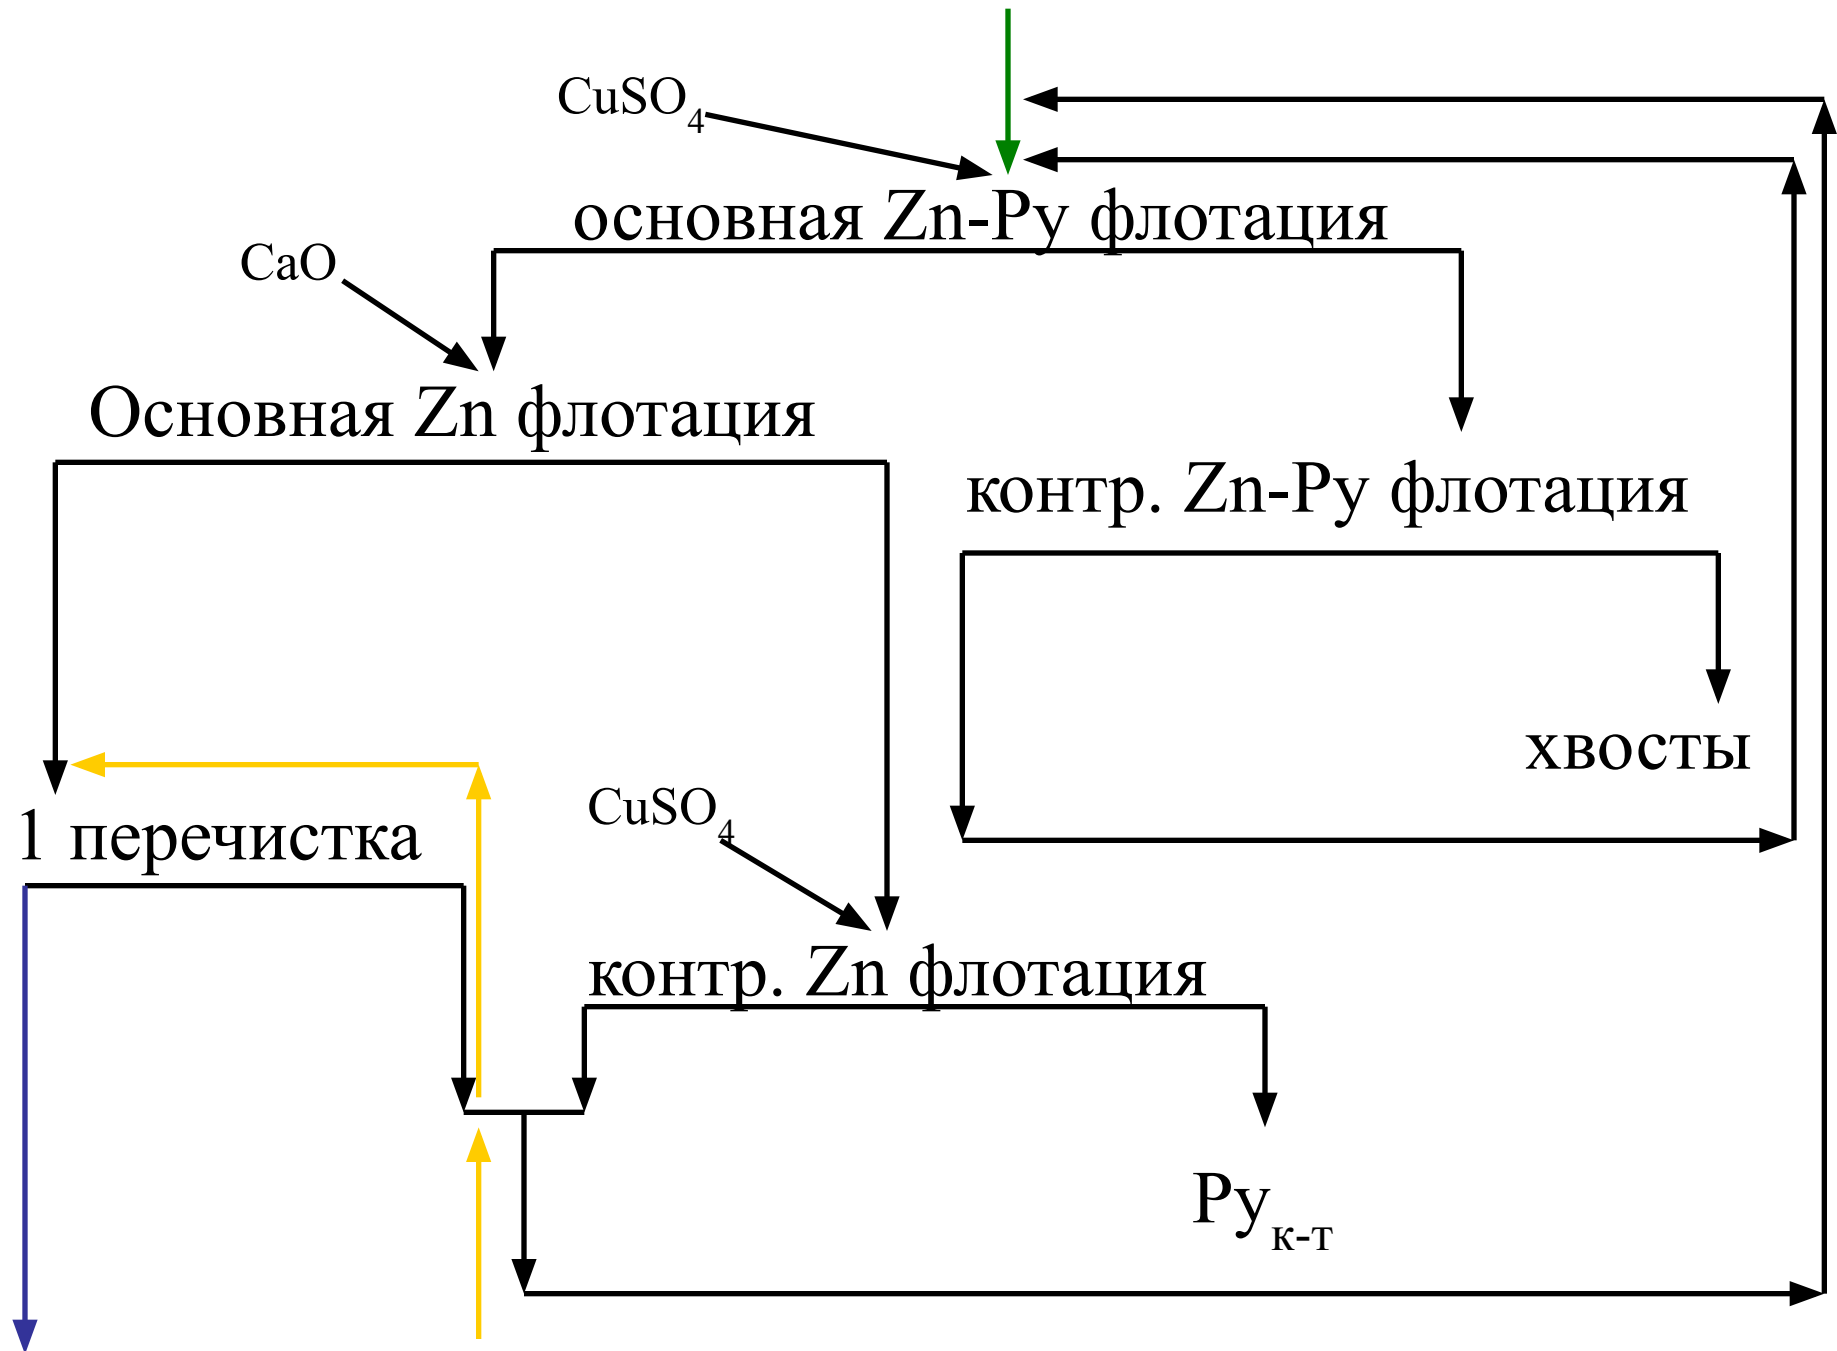 CuSO4
основная Zn-Py флотация
CaO
Основная Zn флотация
контр. Zn-Py флотация
хвосты
CuSO4
1 перечистка
контр. Zn флотация
Pyк-т